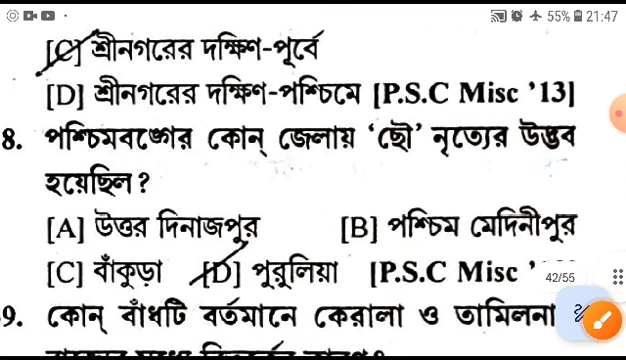 55% 21:47
[C] শ্রীনগরের দক্ষিণ-পূর্বে
[D] শ্রীনগরের দক্ষিণ-পশ্চিমে [P.S.C Misc '13]
8. পশ্চিমবঙ্গের কোন্ জেলায় 'ছৌ' নৃত্যের উদ্ভব
হয়েছিল?
[A] উত্তর দিনাজপুর [B] পশ্চিম মেদিনীপুর
[C] বাঁকুড়া [D] পুরুলিয়া [P.S.C Misc '
42/55
9. কোন্ বাঁধটি বর্তমানে কেরালা ও তামিলনা